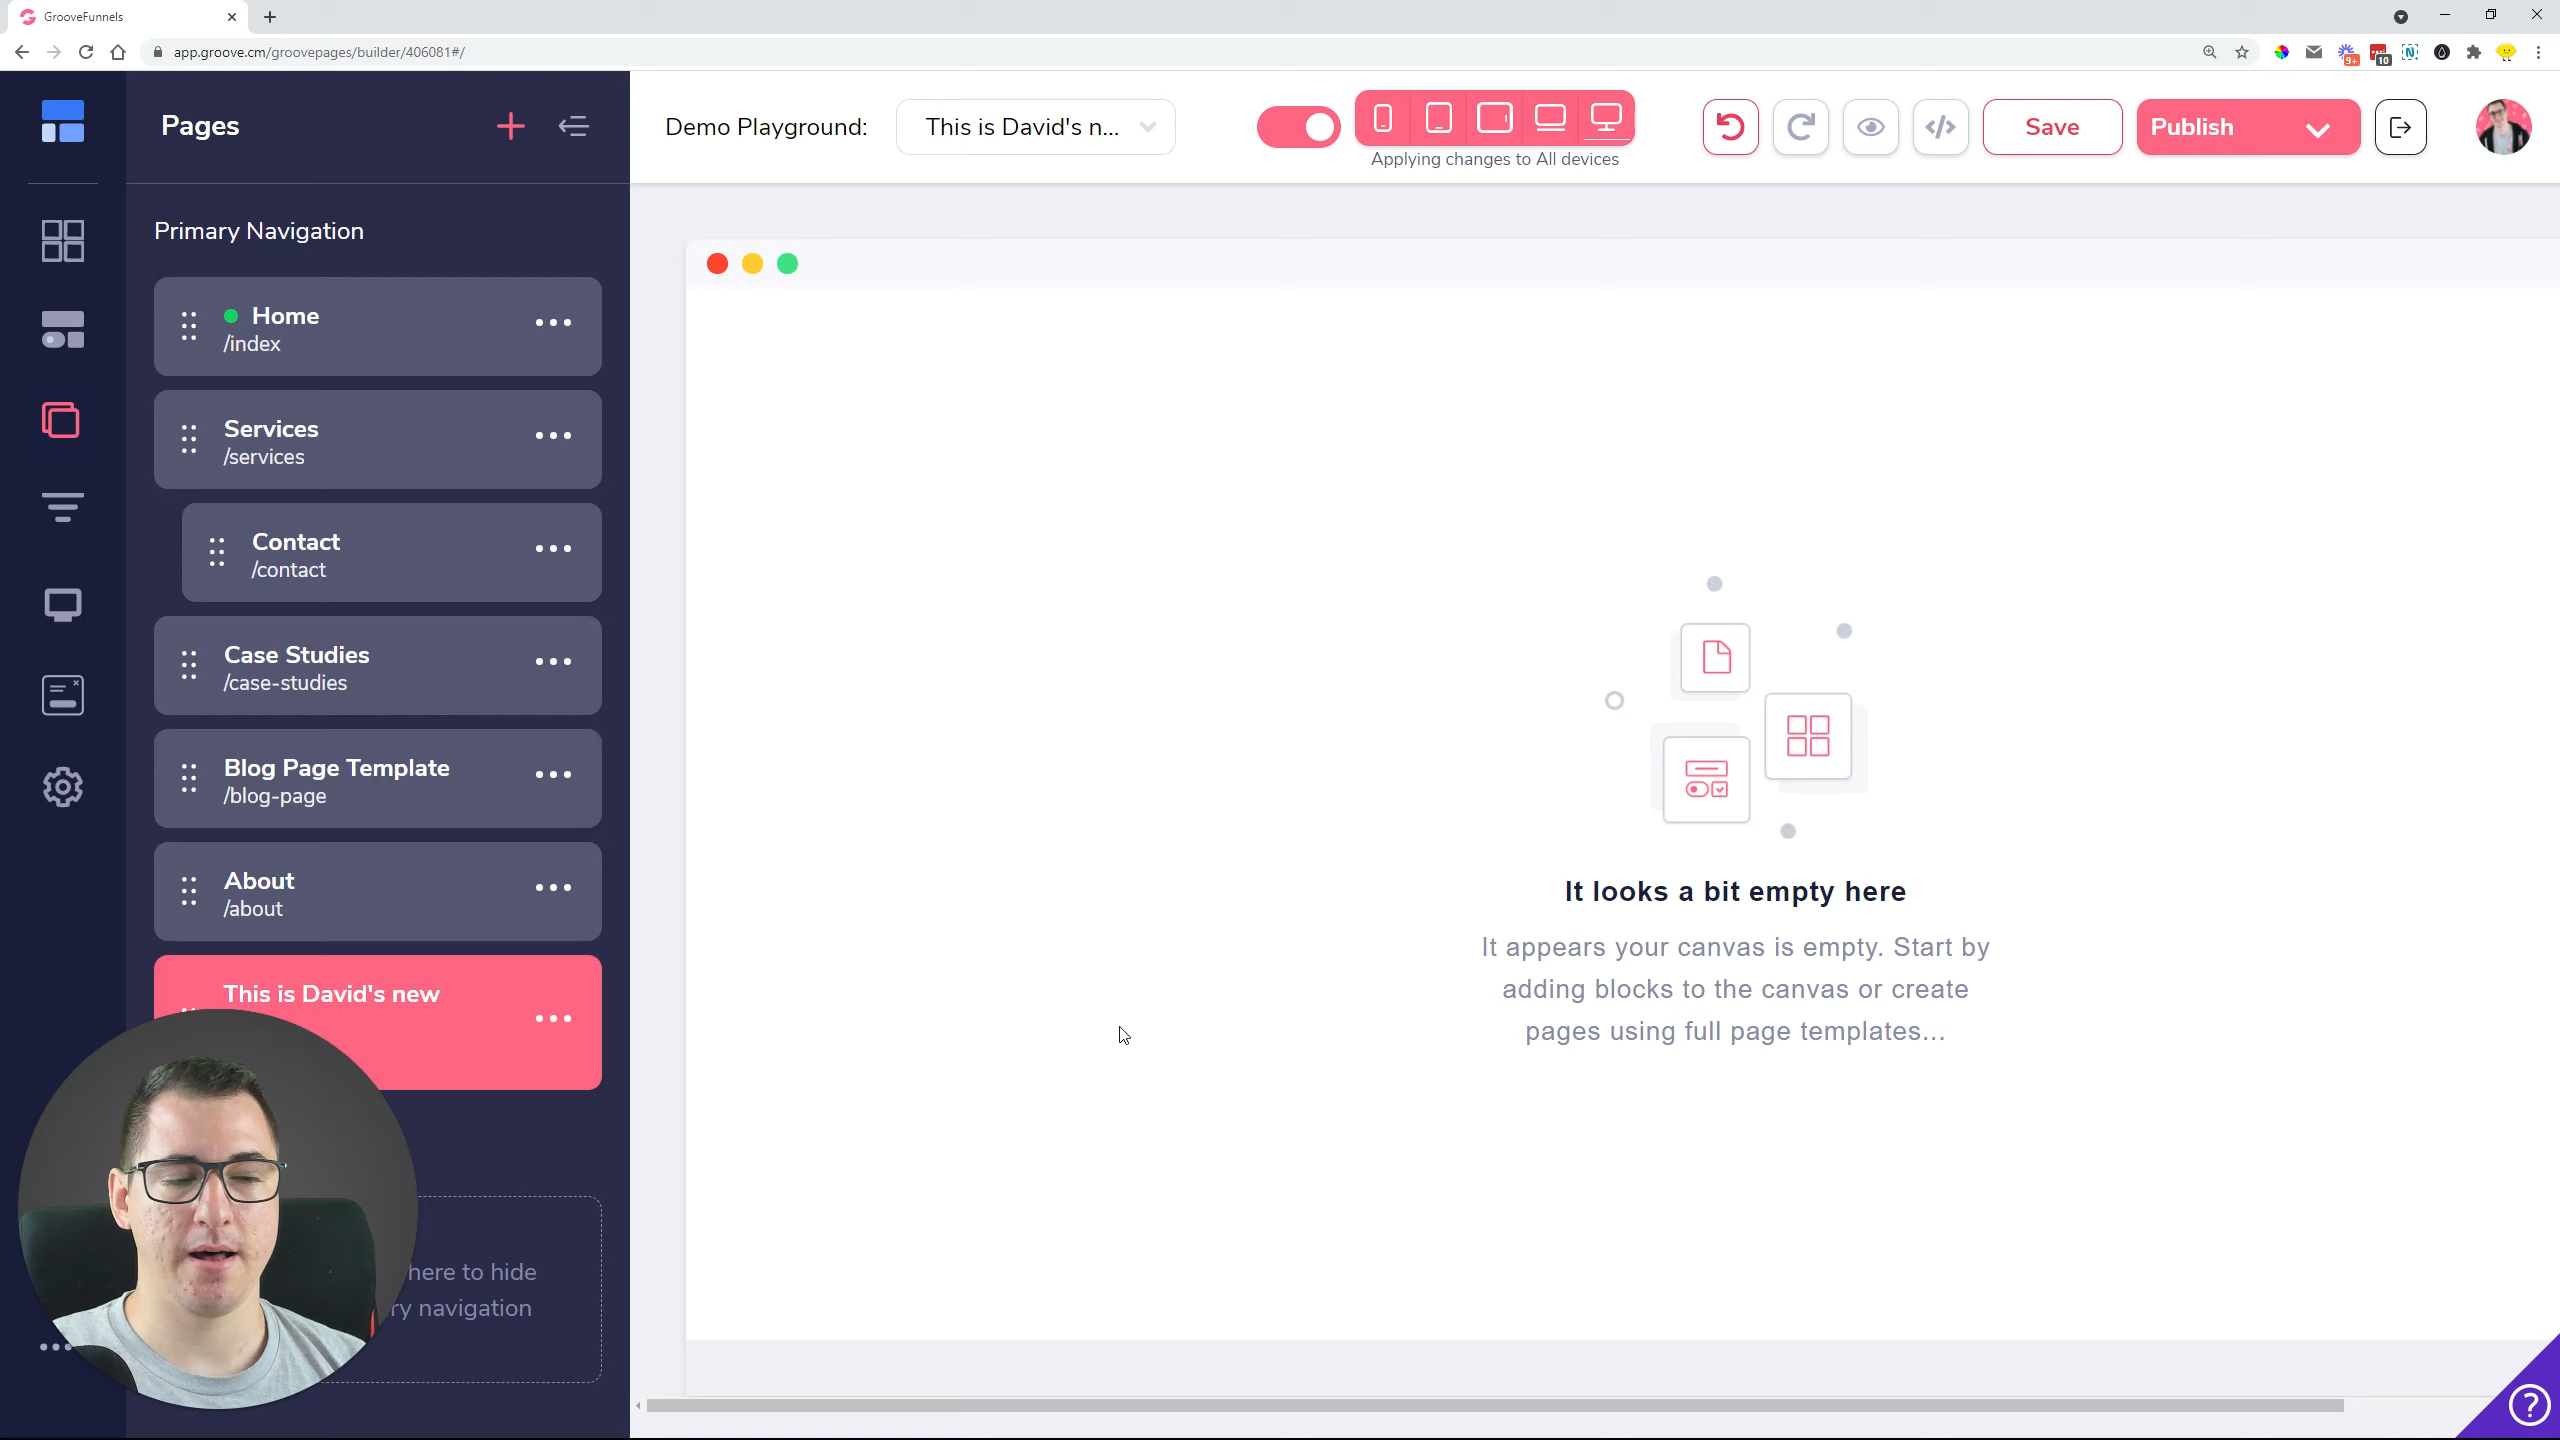 GrooveFunnels
app.groove.cm/groovepages/builder/406081#/
9+
10
Pages
Demo Playground:
This is David's n...
Applying changes to All devices
Save
Publish
Primary Navigation
Home
/index
Services
/services
Contact
/contact
Case Studies
/case-studies
Blog Page Template
/blog-page
About
/about
This is David's new
here to hide
navigation
It looks a bit empty here
It appears your canvas is empty. Start by
adding blocks to the canvas or create
pages using full page templates...